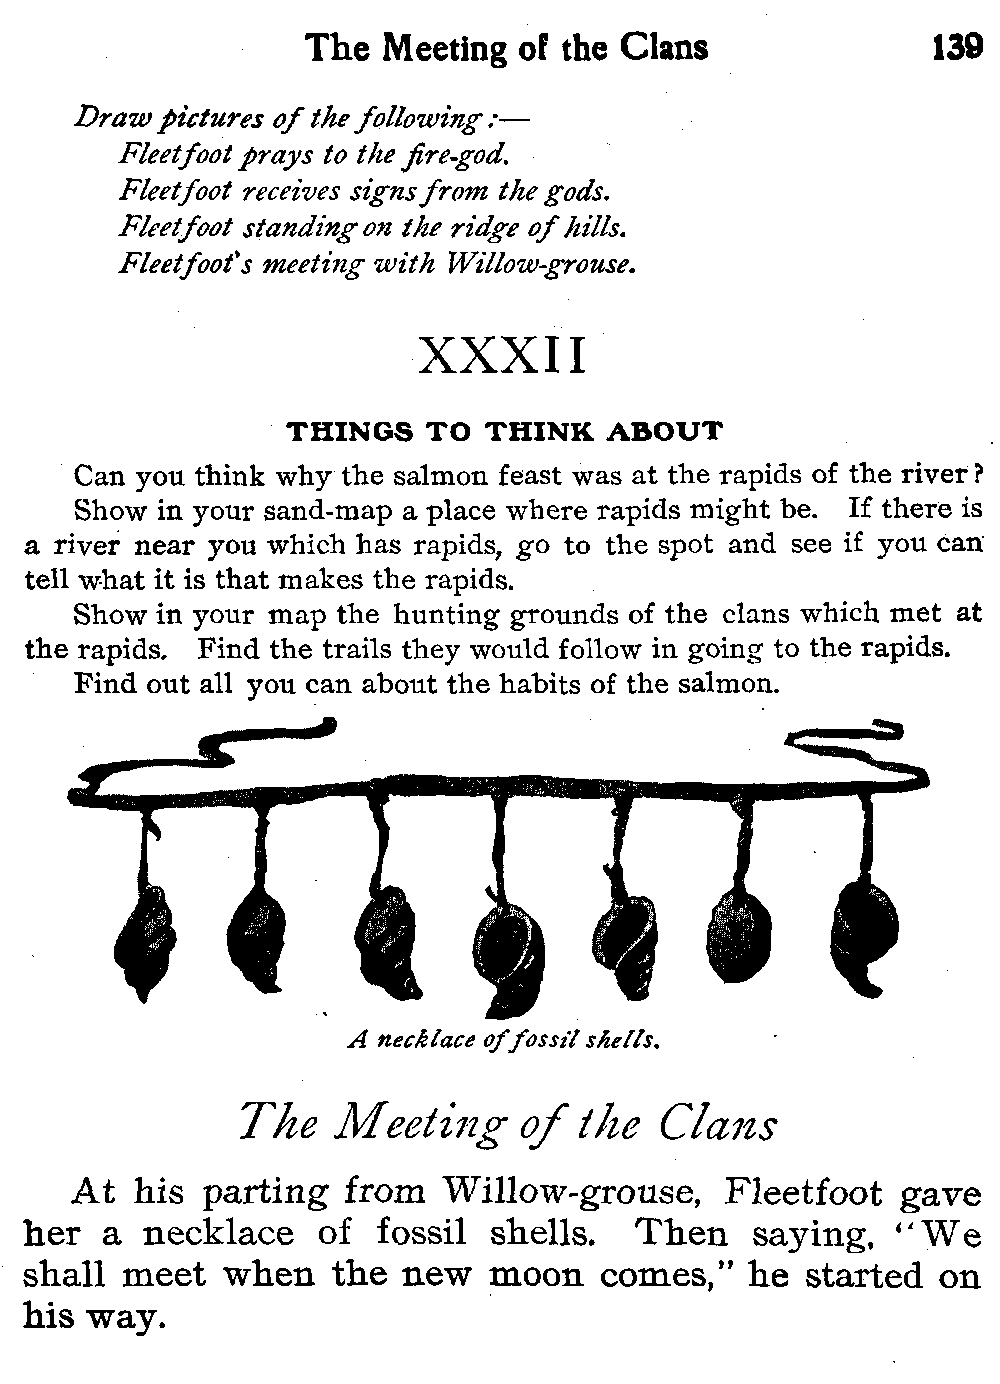 The Meeting of the Clans 139
Draw pictures of the following :—
Fleetfoot prays to the fire-god.
Fleetfoot receives signs from the gods.
Fleetfoot standing on the ridge of hills.
Fleetfoot's meeting with Willow-grouse.
XXXII
THINGS TO THINK ABOUT
Can you think why the salmon feast was at the rapids of the river?
Show in your sand-map a place where rapids might be. If there is
a river near you which has rapids, go to the spot and see if you can
tell what it is that makes the rapids.
Show in your map the hunting grounds of the clans which met at
the rapids. Find the trails they would follow in going to the rapids.
Find out all you can about the habits of the salmon.
A necklace of fossil shells.
The Meeting of the Clans
At his parting from Willow-grouse, Fleetfoot gave
her a necklace of fossil shells. Then saying, "We
shall meet when the new moon comes," he started on
his way.